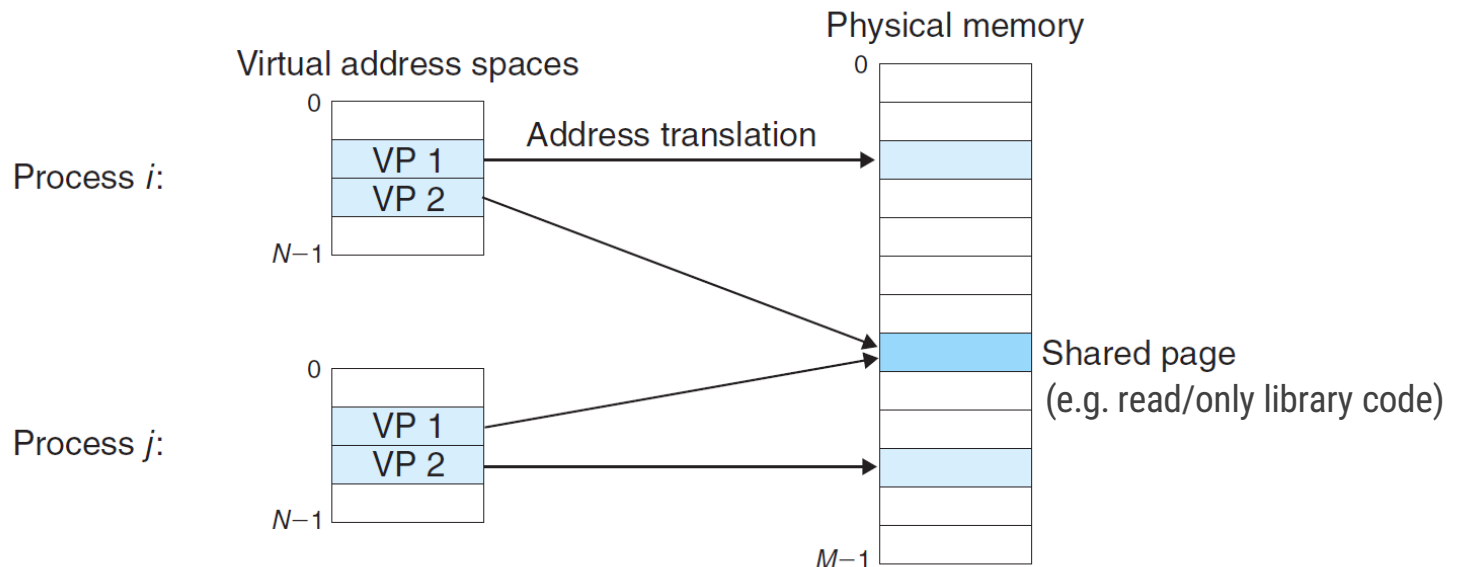 Physical memory
Virtual address spaces
0
0
Address translation
Process i:
VP 1
VP 2
N−1
Shared page
(e.g. read/only library code)
0
Process j:
VP 1
VP 2
N−1
M−1